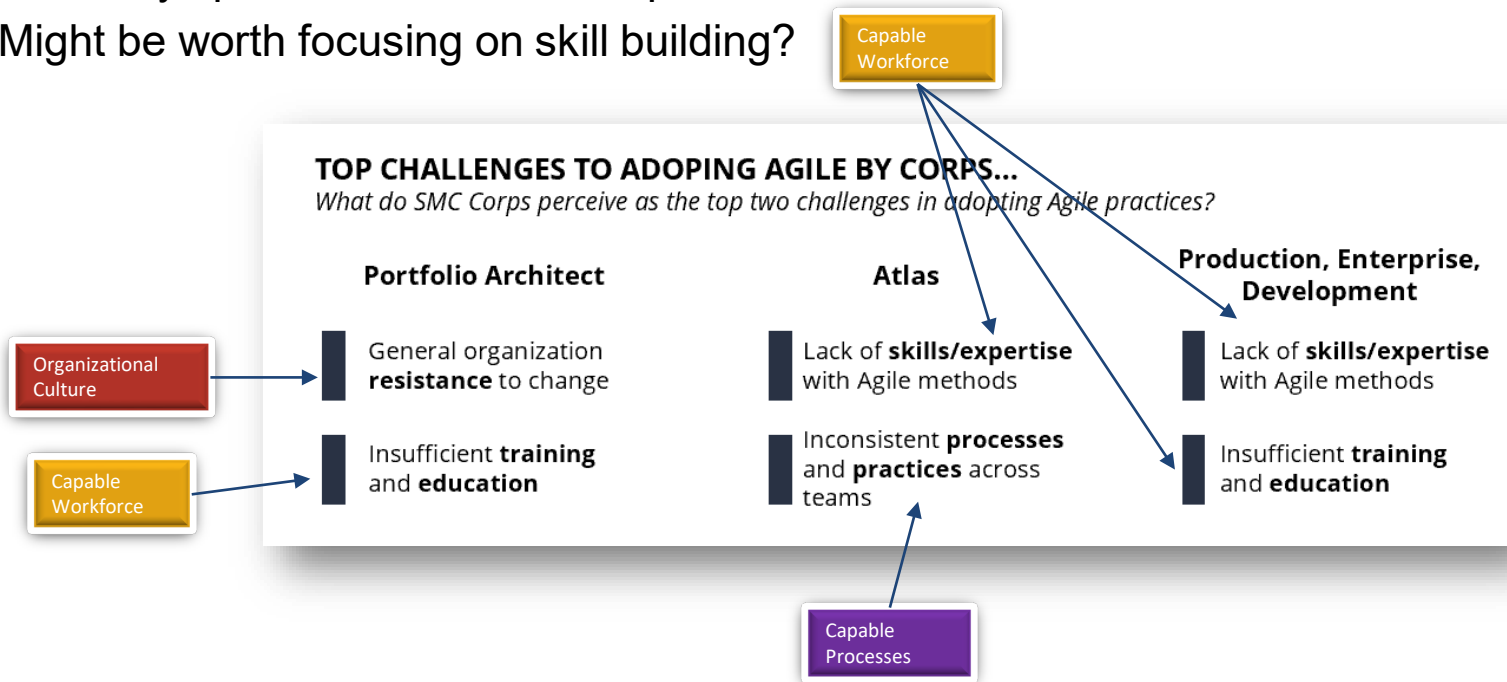 Might be worth focusing on skill building?
Capable
Workforce
TOP CHALLENGES TO ADOPING AGILE BY CORPS...
What do SMC Corps perceive as the top two challenges in adopting Agile practices?
Portfolio Architect
Atlas
Production, Enterprise,
Development
Organizational
Culture
General organization
resistance to change
Lack of skills/expertise
with Agile methods
Lack of skills/expertise
with Agile methods
Capable
Workforce
Insufficient training
and education
Inconsistent processes
and practices across
teams
Insufficient training
and education
Capable
Processes